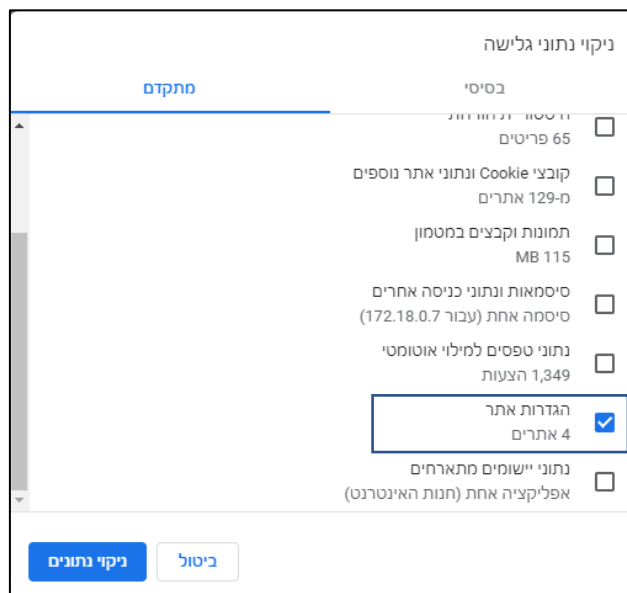 ניקוי נתוני גלישה
בסיסי
מתקדם
65 פריטים
קובצי Cookie ונתוני אתר נוספים
מ-129 אתרים
תמונות וקבצים במטמון
115 MB
סיסמאות ונתוני כניסה אחרים
סיסמה אחת (עבור 172.18.0.7)
נתוני טפסים למילוי אוטומטי
1,349 הצעות
הגדרות אתר
4 אתרים
נתוני יישומים מתארחים
אפליקציה אחת (חנות האינטרנט)
ביטול
ניקוי נתונים